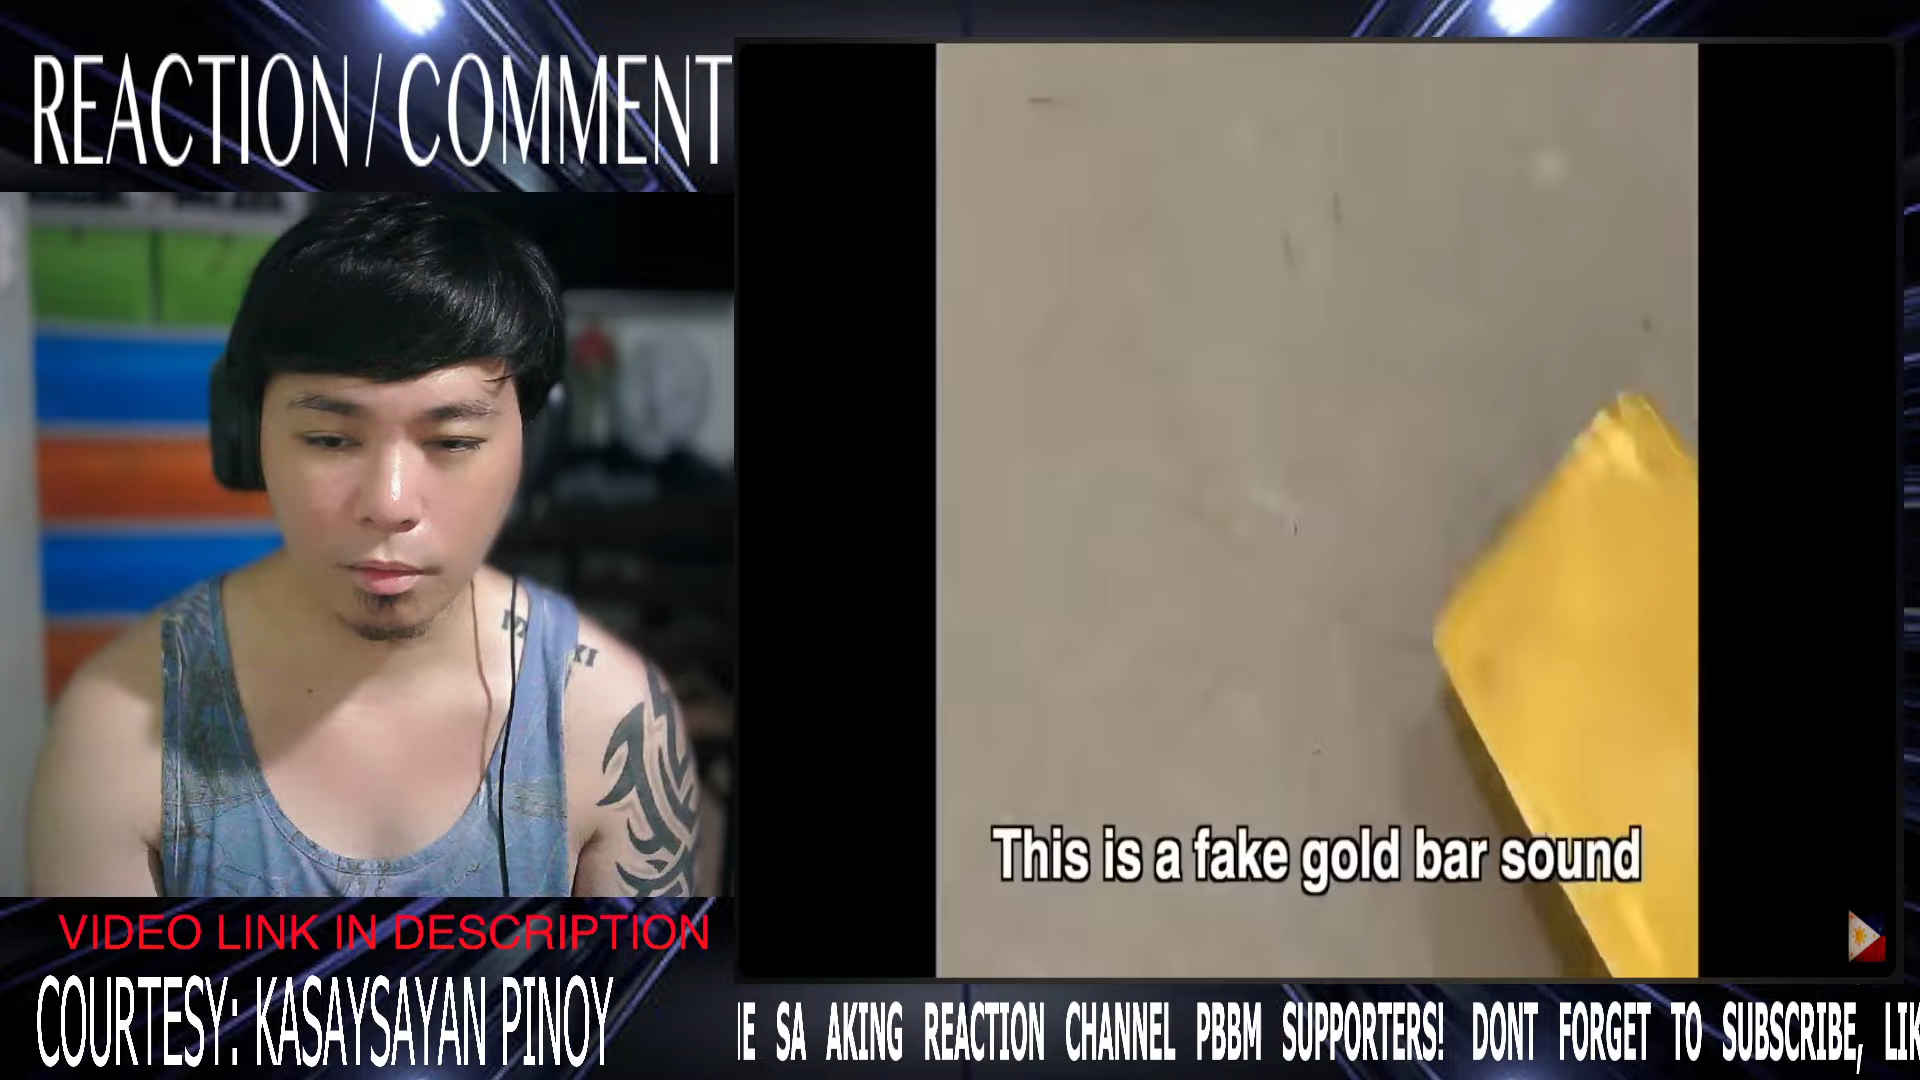 REACTION/COMMENT
This is a fake gold bar sound
VIDEO LINK IN DESCRIPTION
COURTESY: KASAYSAYAN PINOY
E SA AKING REACTION CHANNEL PBBM SUPPORTERS! DONT FORGET TO SUBSCRIBE, LIK